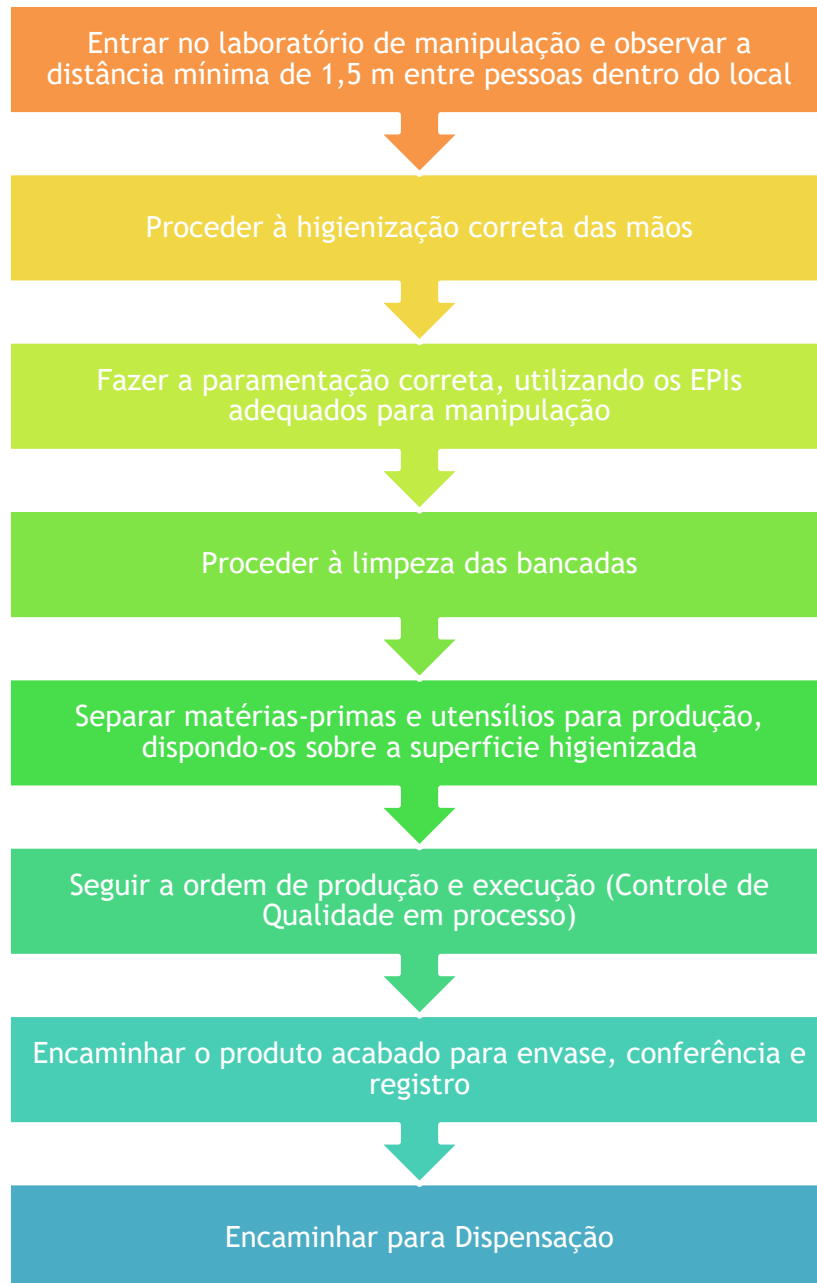 Entrar no laboratório de manipulação e observar a
distância mínima de 1,5 m entre pessoas dentro do local
Proceder à higienização correta das mãos
Fazer a paramentação correta, utilizando os EPIs
adequados para manipulação
Proceder à limpeza das bancadas
Separar matérias-primas e utensílios para produção,
dispondo-os sobre a superficie higienizada
Seguir a ordem de produção e execução (Controle de
Qualidade em processo)
Encaminhar o produto acabado para envase, conferência e
registro
Encaminhar para Dispensação